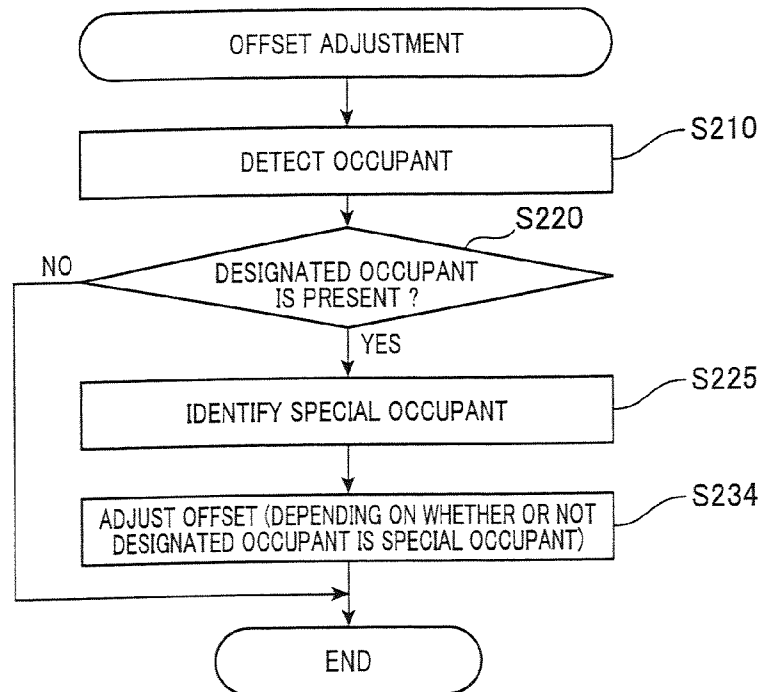 OFFSET ADJUSTMENT
S210
DETECT OCCUPANT
S220
NO
DESIGNATED OCCUPANT
IS PRESENT ?
YES
S225
IDENTIFY SPECIAL OCCUPANT
S234
ADJUST OFFSET (DEPENDING ON WHETHER OR NOT
DESIGNATED OCCUPANT IS SPECIAL OCCUPANT)
END